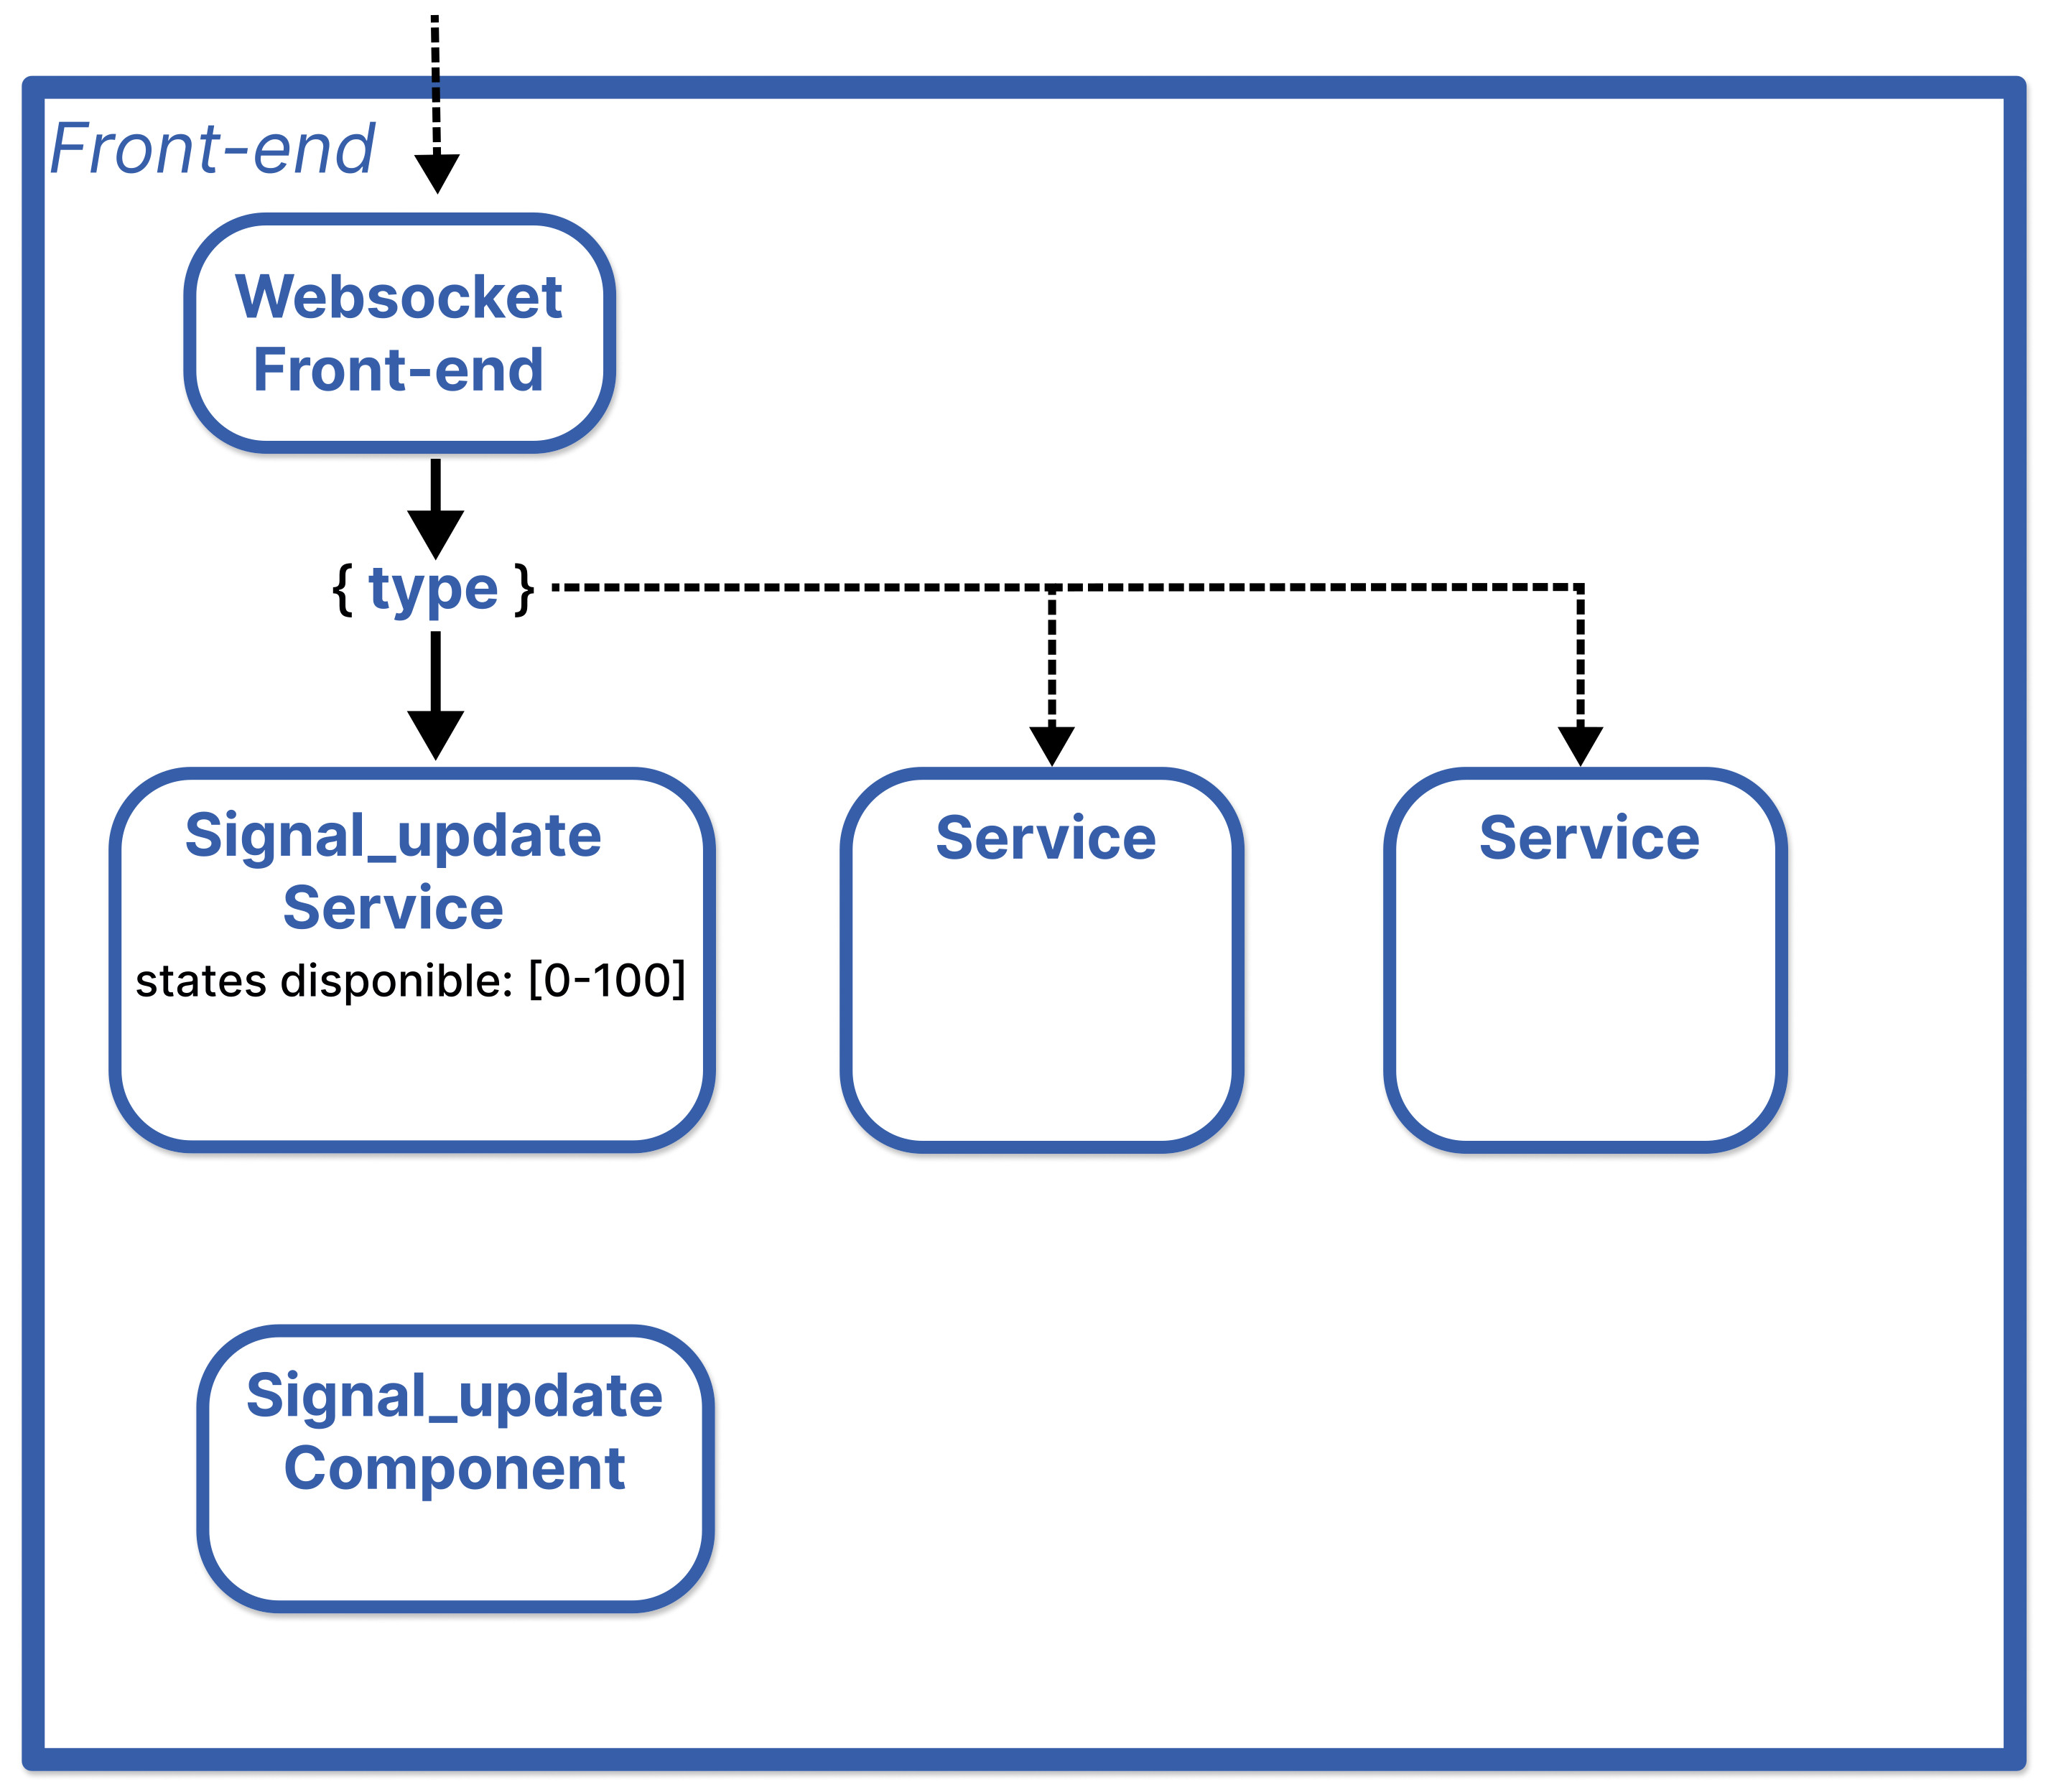 Front-end
Websocket
Front-end
{ type }
Signal_update
Service
states disponible: [0-100]
Service
Service
Signal_update
Component